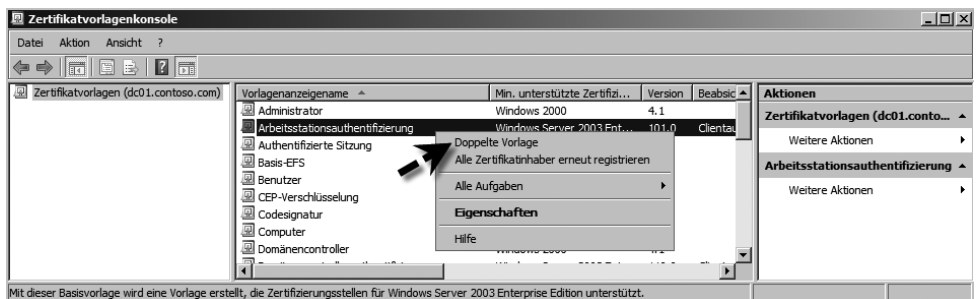 Zertifikatvorlagenkonsole
Datei Aktion Ansicht ?
Zertifikatvorlagen (dc01.contoso.com)
Vorlagenanzeigename Min. unterstützte Zertifizi... Version Beabsic
Administrator Windows 2000 4.1
Arbeitsstationsauthentifizierung Windows Server 2003 Ent... 101.0 Clientau
Authentifizierte Sitzung
Basis-EFS
Benutzer
CEP-Verschlüsselung
Codesignatur
Computer
Domänencontroller
Doppelte Vorlage
Alle Zertifikatinhaber erneut registrieren
Alle Aufgaben
Eigenschaften
Hilfe
Aktionen
Zertifikatvorlagen (dc01.conto...
Weitere Aktionen
Arbeitsstationsauthentifizierung
Weitere Aktionen
Mit dieser Basisvorlage wird eine Vorlage erstellt, die Zertifizierungsstellen für Windows Server 2003 Enterprise Edition unterstützt.